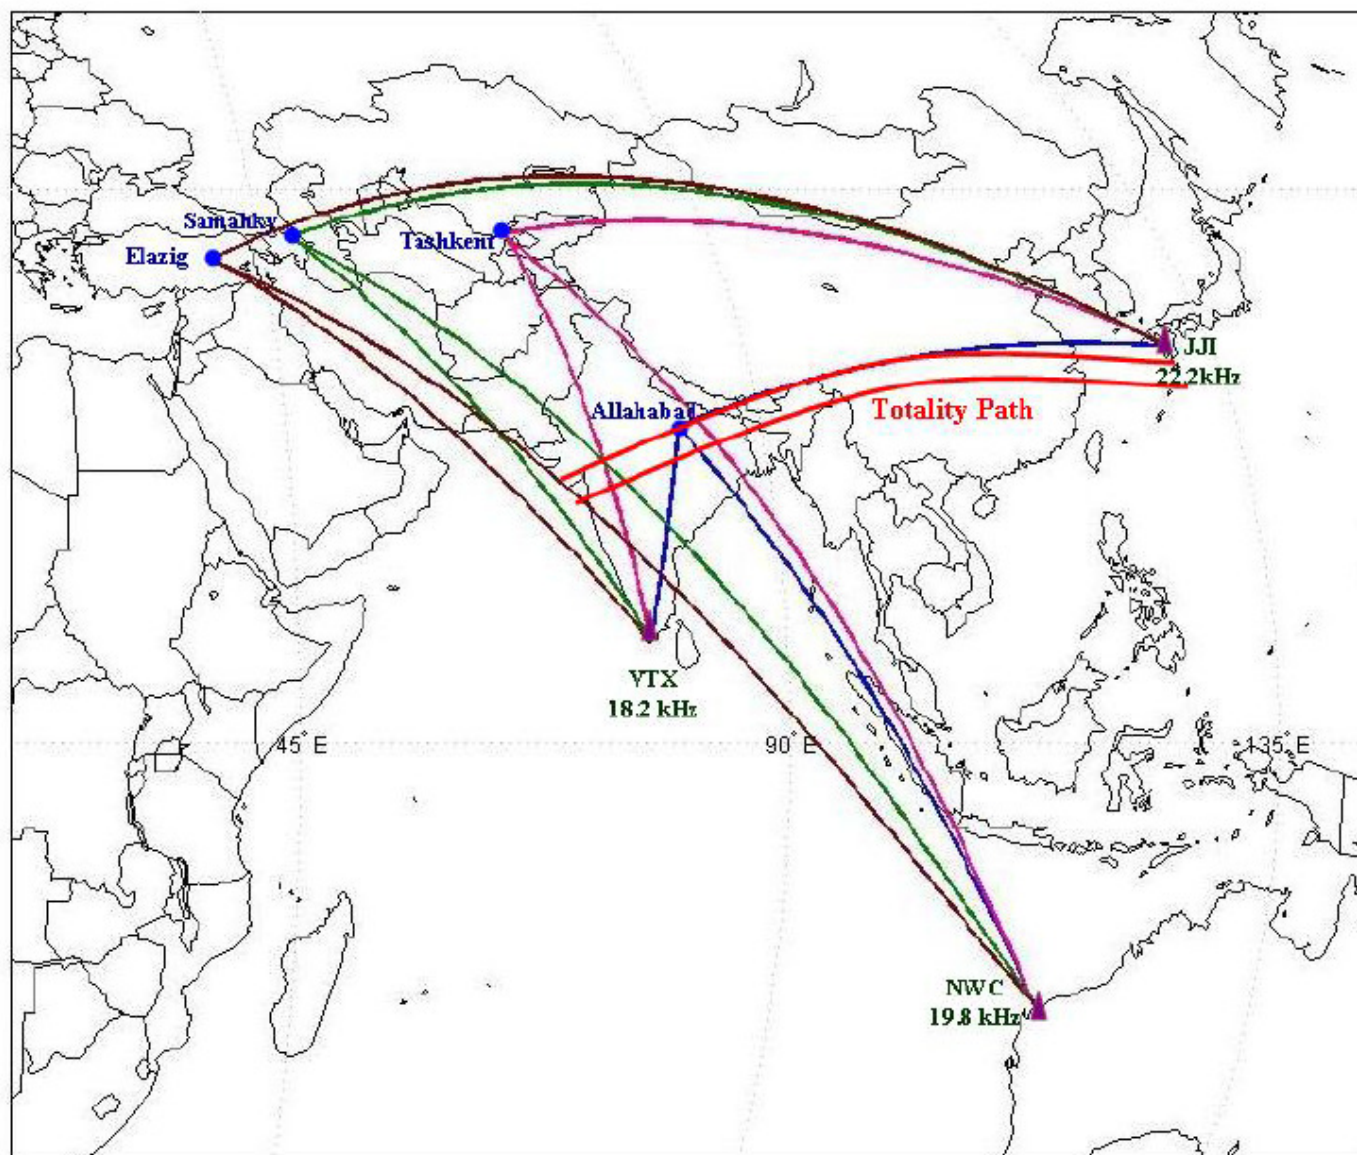 Samahky
Elazig
Tashkent
JJI
22.2kHz
Allahabad
Totality Path
VTX
18.2 kHz
45° E
90° E
135° E
NWC
19.8 kHz